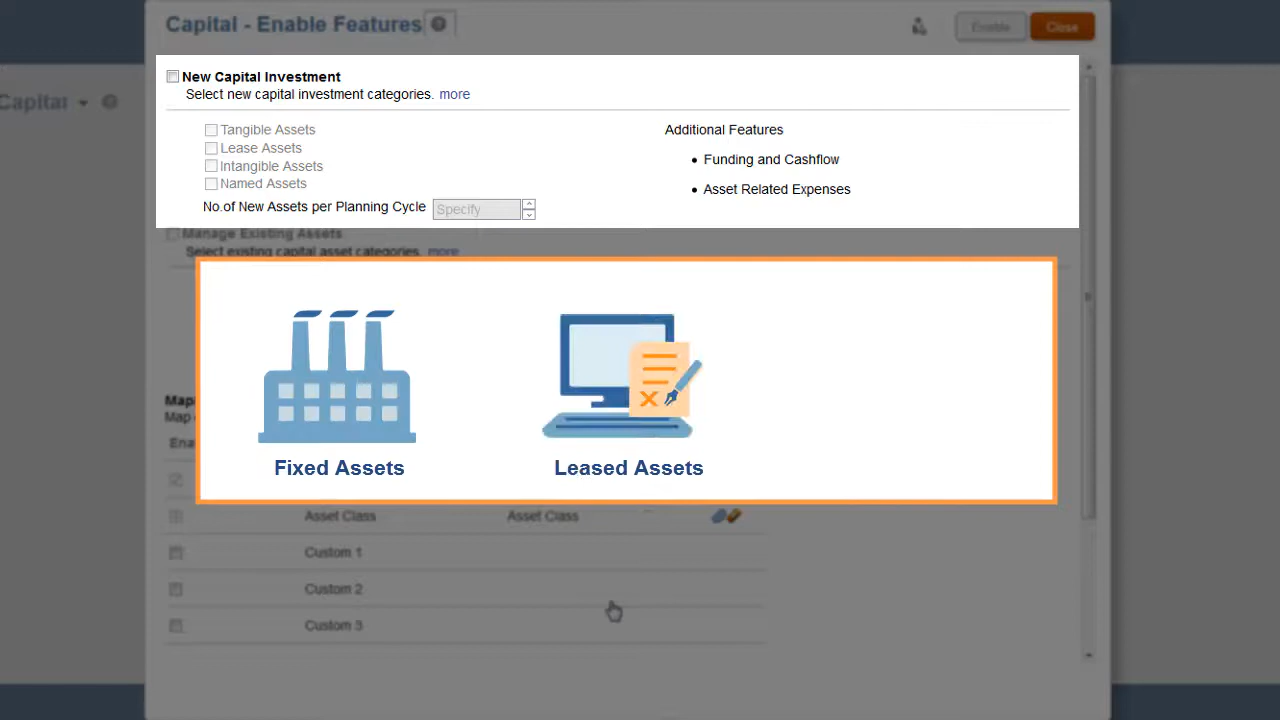 Capital - Enable Features
Enable
Close
Capital
New Capital Investment
Select new capital investment categories. more
Tangible Assets
Lease Assets
Intangible Assets
Named Assets
No.of New Assets per Planning Cycle
Specify
Additional Features
• Funding and Cashflow
• Asset Related Expenses
Manage Existing Assets
Select existing capital asset categories. more
Fixed Assets
Leased Assets
Map
Asset Class Asset Class
Custom 1
Custom 2
Custom 3